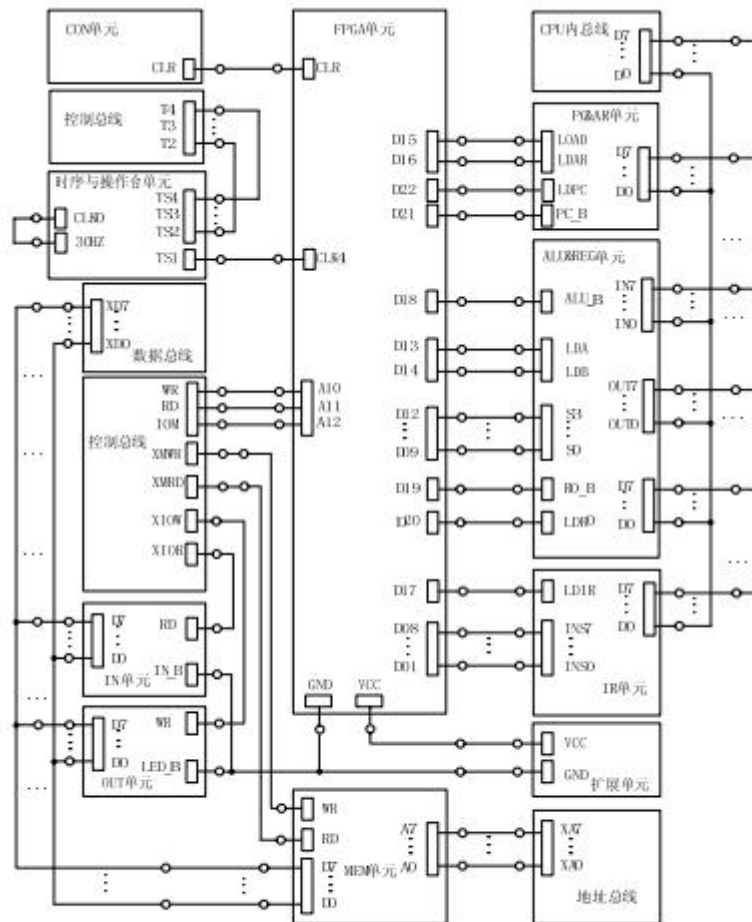 CON单元
CLR
控制总线
T4
T3
T2
时序与操作台单元
CLK0
30HZ
TS4
TS3
TS2
TS1
XD7
XD0
数据总线
WR
RD
IOM
控制总线
XMWR
XMRD
XIOW
XIOR
D7
D0
RD
IN_B
IN单元
D7
D0
WR
LED_B
OUT单元
FPGA单元
CLR
CLK4
A10
A11
A12
D15
D16
D22
D21
D18
D13
D14
D12
D09
D19
D20
D17
D08
D01
GND
VCC
WR
RD
D7
D0
MEM单元
A7
A0
CPU内总线
D7
D0
PC&AR单元
LOAD
LDAR
LDPC
PC_B
D7
D0
ALU&REG单元
ALU_B
LDA
LDB
S3
S0
R0_B
LDR0
IN7
IN0
OUT7
OUT0
D7
D0
LDIR
INS7
INS0
D7
D0
IR单元
VCC
GND
扩展单元
XA7
XA0
地址总线